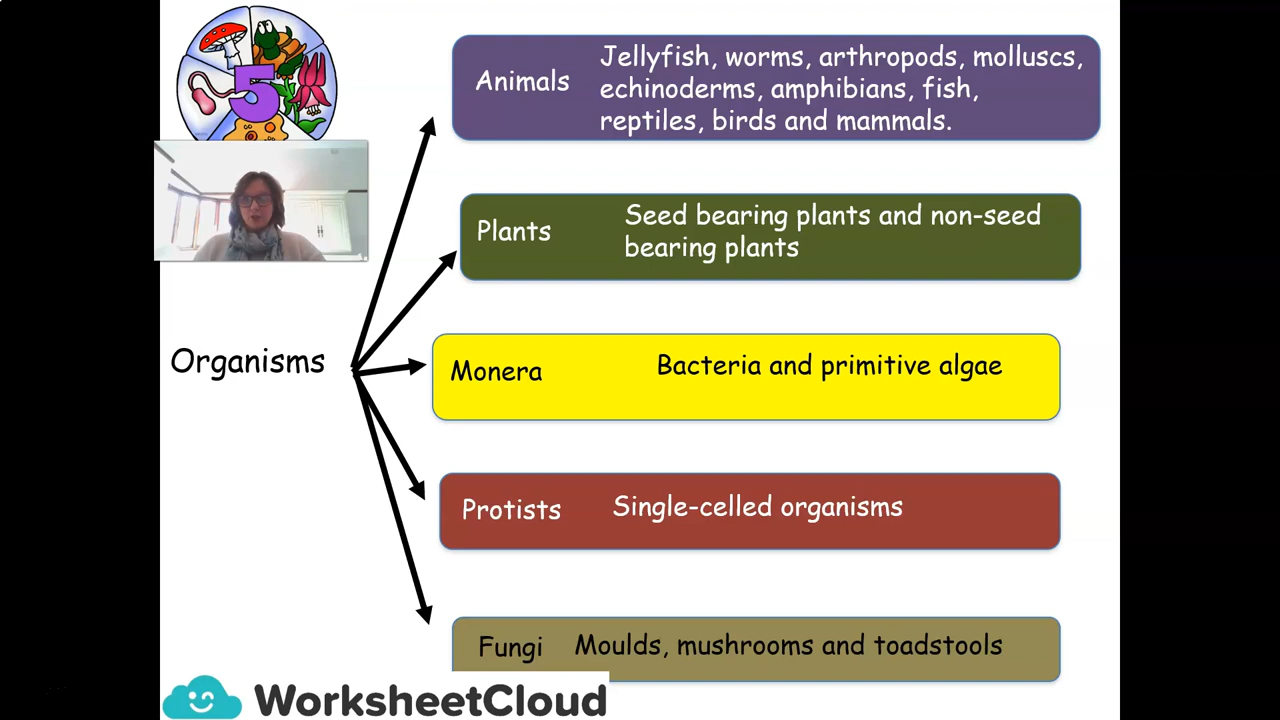 5
Animals
Jellyfish, worms, arthropods, molluscs,
echinoderms, amphibians, fish,
reptiles, birds and mammals.
Plants
Seed bearing plants and non-seed
bearing plants
Organisms
Monera
Bacteria and primitive algae
Protists
Single-celled organisms
Fungi
Moulds, mushrooms and toadstools
WorksheetCloud